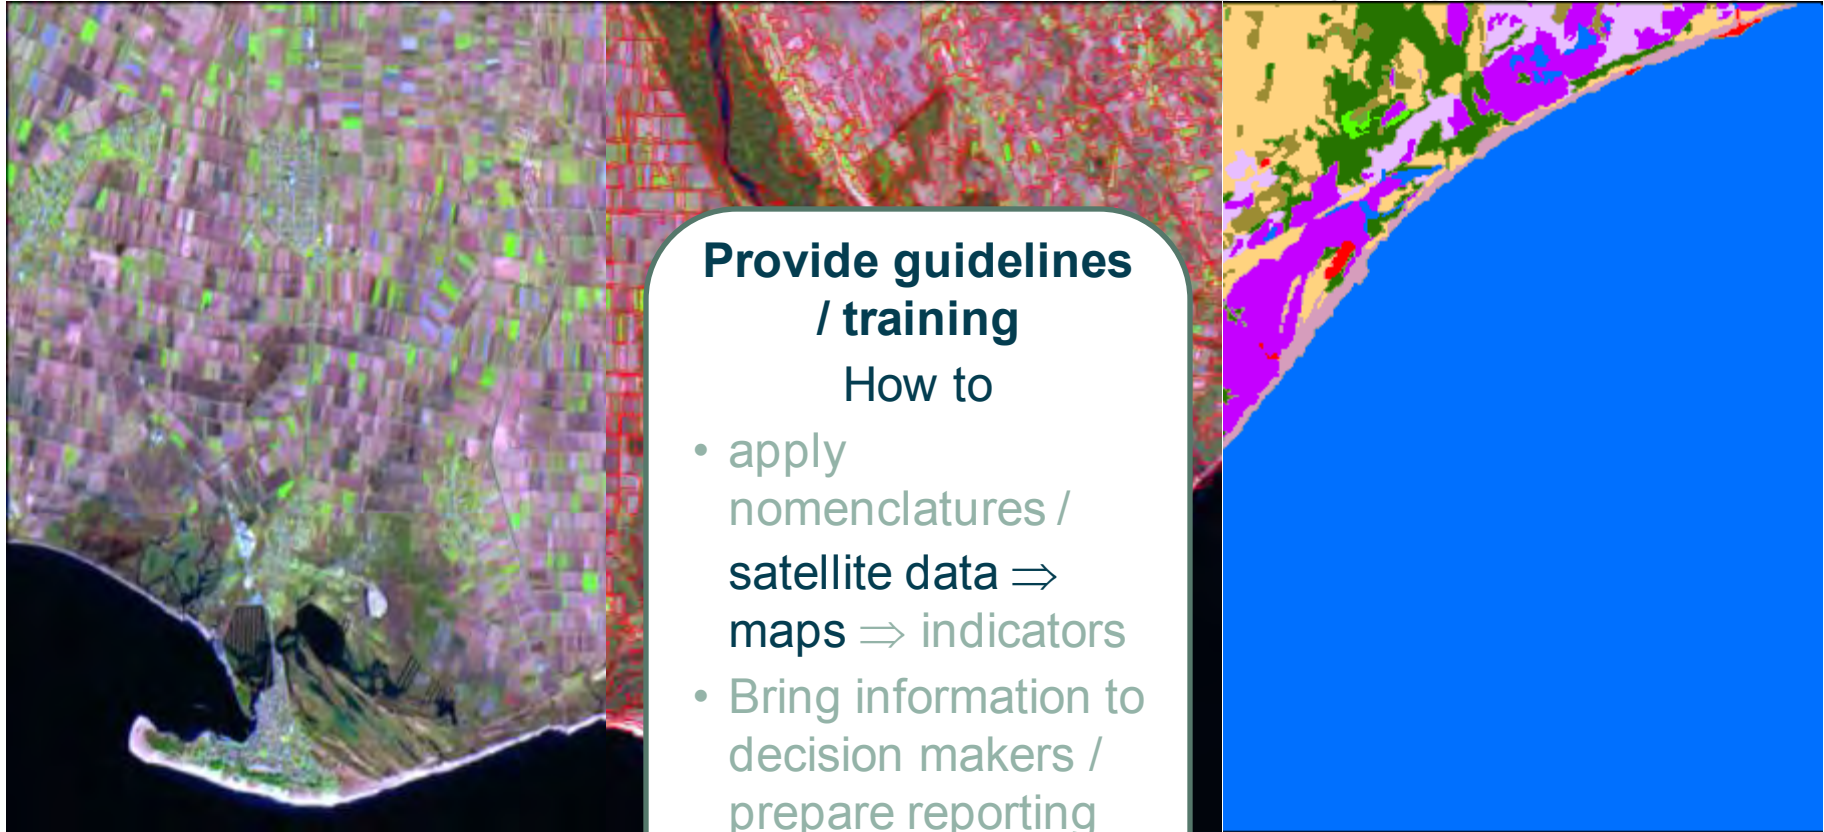 Provide guidelines
/ training
How to
• apply
nomenclatures /
satellite data ⇒
maps ⇒ indicators
• Bring information to
decision makers /
prepare reporting